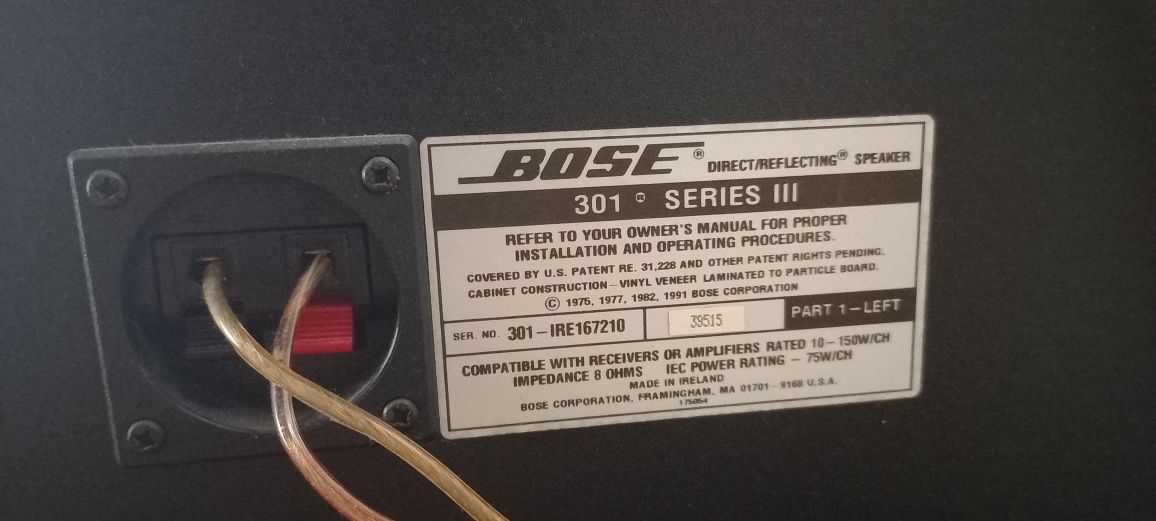 BOSE ® DIRECT/REFLECTING® SPEAKER
301 ® SERIES III
REFER TO YOUR OWNER'S MANUAL FOR PROPER
INSTALLATION AND OPERATING PROCEDURES.
COVERED BY U.S. PATENT RE. 31,228 AND OTHER PATENT RIGHTS PENDING.
CABINET CONSTRUCTION – VINYL VENEER LAMINATED TO PARTICLE BOARD.
© 1975, 1977, 1982, 1991 BOSE CORPORATION
SER. NO. 301 – IRE167210 39515 PART 1 – LEFT
COMPATIBLE WITH RECEIVERS OR AMPLIFIERS RATED 10 – 150W/CH
IMPEDANCE 8 OHMS IEC POWER RATING – 75W/CH
MADE IN IRELAND
BOSE CORPORATION, FRAMINGHAM, MA 01701 – 9168 U.S.A.
175054